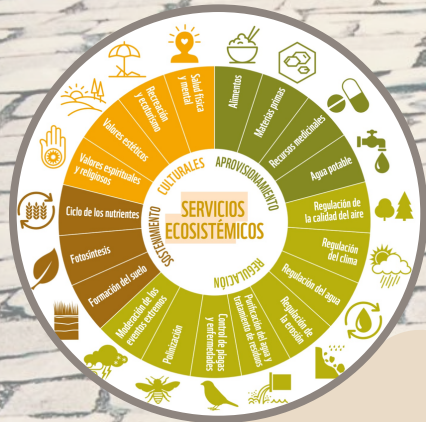 SERVICIOS
ECOSISTÉMICOS
CULTURALES
APROVISIONAMIENTO
REGULACIÓN
SOSTENIMIENTO
Alimentos
Materias primas
Recursos medicinales
Agua potable
Regulación de
la calidad del aire
Regulación
del clima
Regulación del agua
Regulación de
la erosión
Purificación del agua y
tratamiento de residuos
Control de plagas
y enfermedades
Polinización
Moderación de los
eventos extremos
Formación del suelo
Fotosíntesis
Ciclo de los nutrientes
Valores espirituales
y religiosos
Valores estéticos
Recreación
y ecoturismo
Salud física
y mental